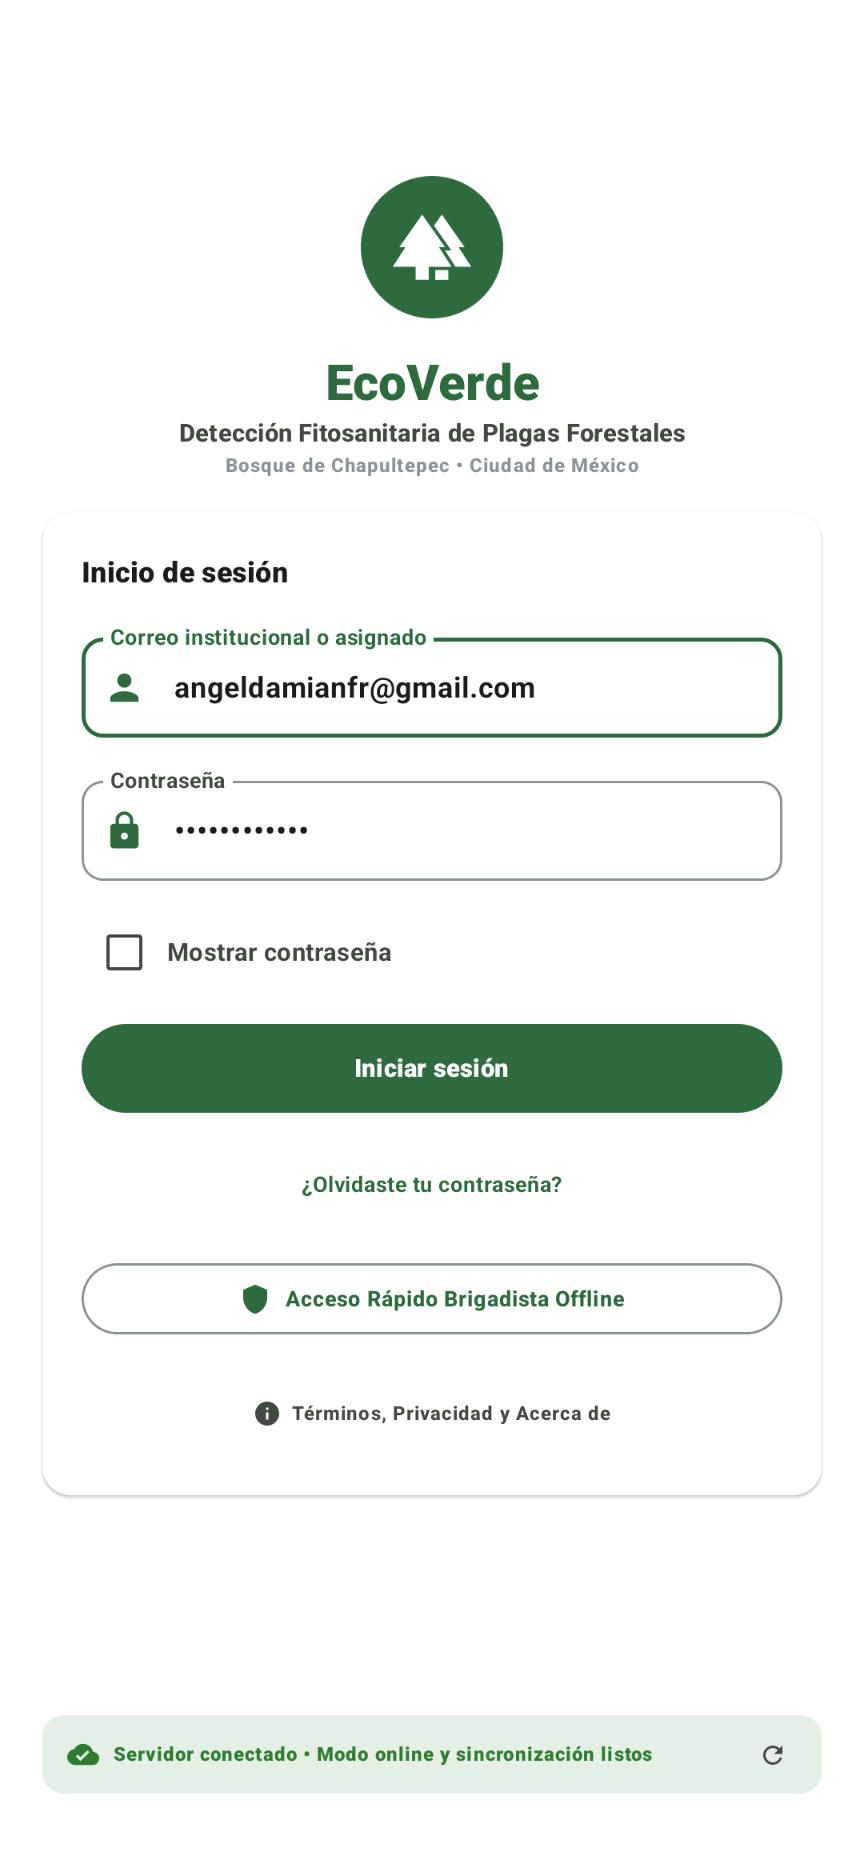 EcoVerde
Detección Fitosanitaria de Plagas Forestales
Bosque de Chapultepec • Ciudad de México
Inicio de sesión
Correo institucional o asignado
angeldamianfr@gmail.com
Contraseña
••••••••••••
Mostrar contraseña
Iniciar sesión
¿Olvidaste tu contraseña?
Acceso Rápido Brigadista Offline
Términos, Privacidad y Acerca de
Servidor conectado • Modo online y sincronización listos